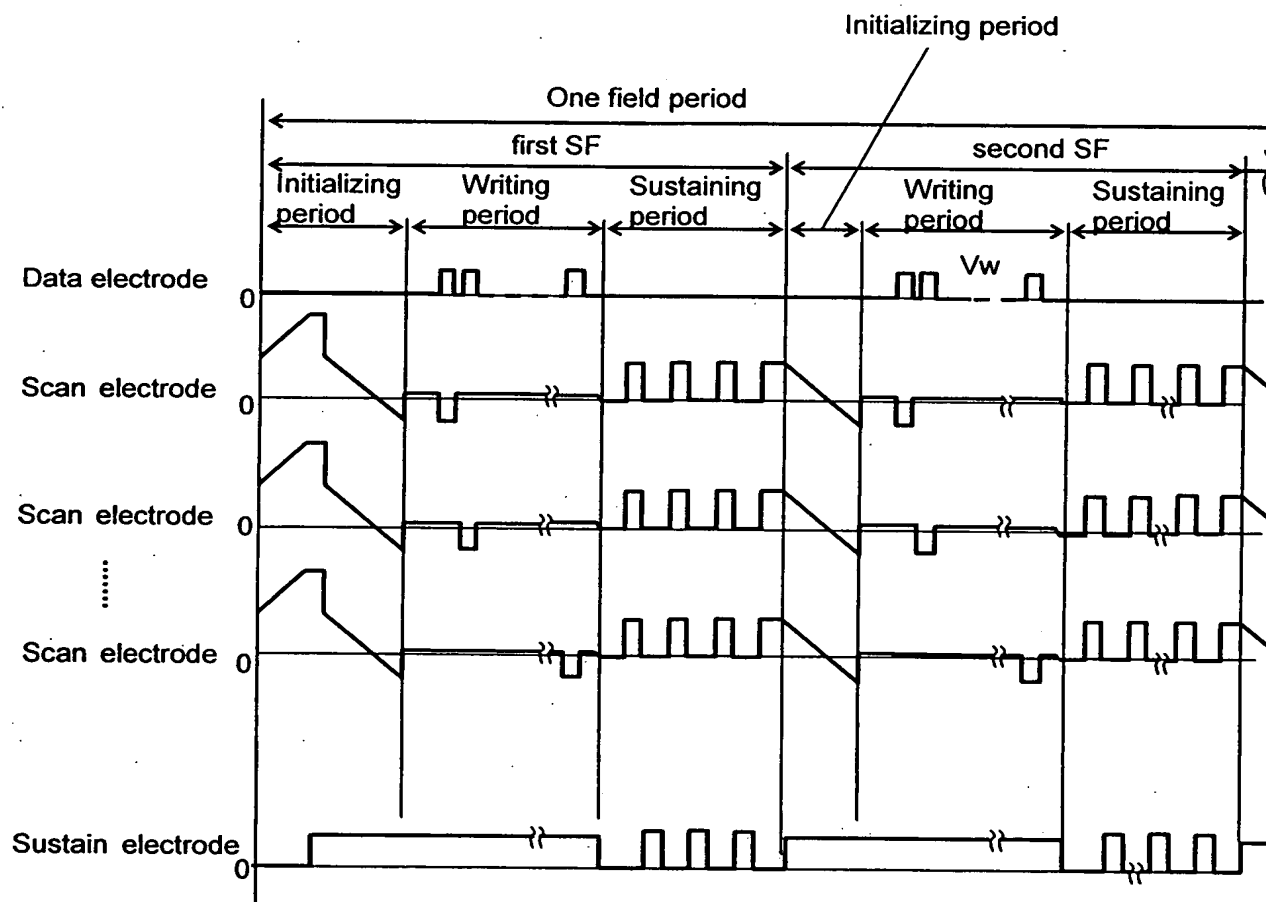 Initializing period
One field period
first SF
second SF
Initializing
period
Writing
period
Sustaining
period
Writing
period
Sustaining
period
Data electrode
0
Vw
Scan electrode
0
Scan electrode
0
Scan electrode
0
Sustain electrode
0